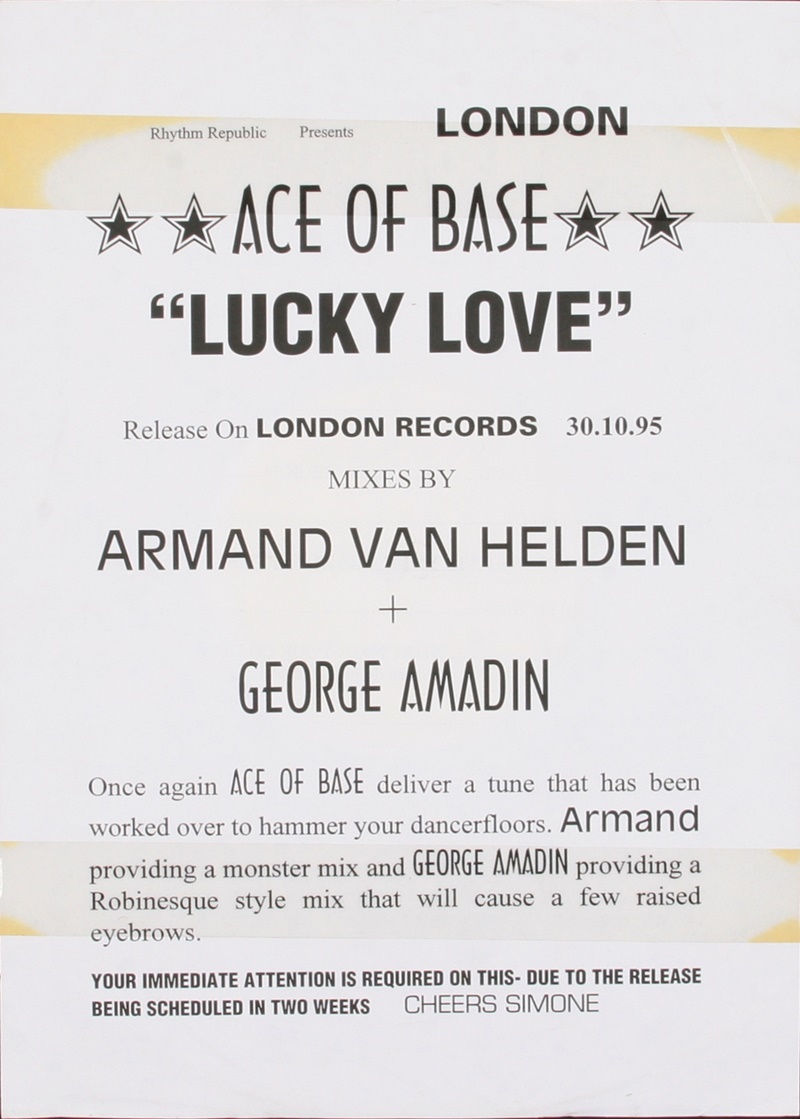 Rhythm Republic Presents LONDON
ACE OF BASE
“LUCKY LOVE”
Release On LONDON RECORDS 30.10.95
MIXES BY
ARMAND VAN HELDEN
+
GEORGE AMADIN
Once again ACE OF BASE deliver a tune that has been
worked over to hammer your dancerfloors. Armand
providing a monster mix and GEORGE AMADIN providing a
Robinesque style mix that will cause a few raised
eyebrows.
YOUR IMMEDIATE ATTENTION IS REQUIRED ON THIS- DUE TO THE RELEASE
BEING SCHEDULED IN TWO WEEKS CHEERS SIMONE